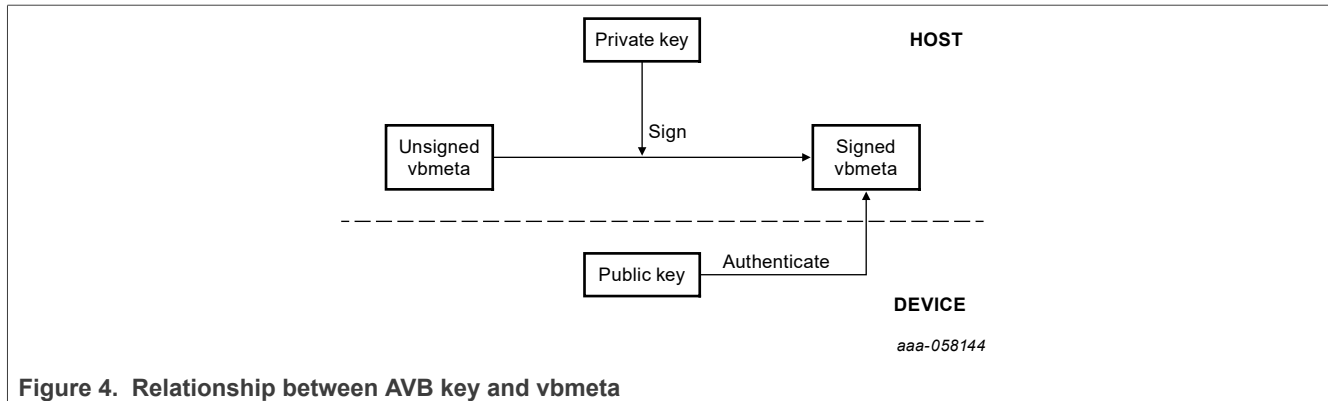 Private key
HOST
Sign
Unsigned
vbmeta
Signed
vbmeta
Public key
Authenticate
DEVICE
aaa-058144
Figure 4. Relationship between AVB key and vbmeta